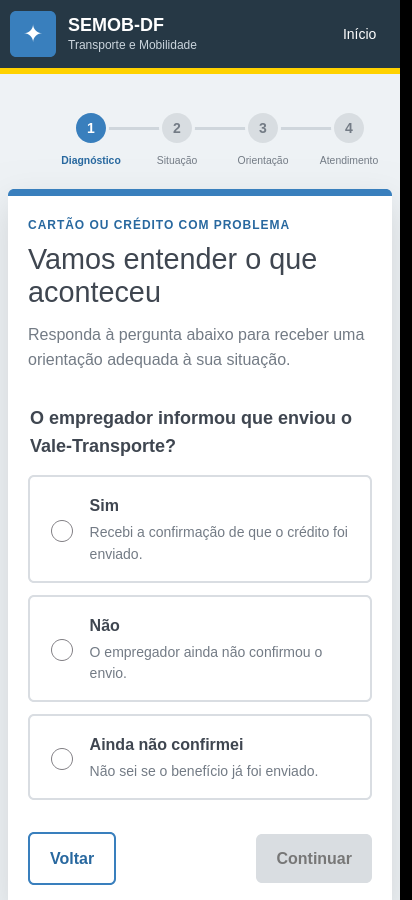 SEMOB-DF
Transporte e Mobilidade
Início
1
2
3
4
Diagnóstico
Situação
Orientação
Atendimento
CARTÃO OU CRÉDITO COM PROBLEMA
Vamos entender o que
aconteceu
Responda à pergunta abaixo para receber uma
orientação adequada à sua situação.
O empregador informou que enviou o
Vale-Transporte?
Sim
Recebi a confirmação de que o crédito foi
enviado.
Não
O empregador ainda não confirmou o
envio.
Ainda não confirmei
Não sei se o benefício já foi enviado.
Voltar
Continuar